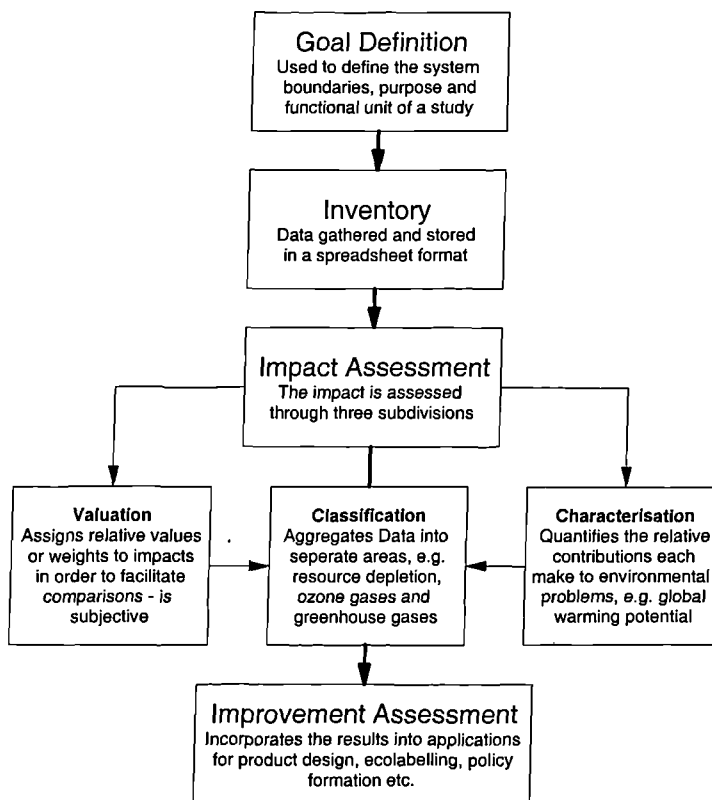 Goal Definition
Used to define the system
boundaries, purpose and
functional unit of a study
Inventory
Data gathered and stored
in a spreadsheet format
Impact Assessment
The impact is assessed
through three subdivisions
Valuation
Assigns relative values
or weights to impacts
in order to facilitate
comparisons - is
subjective
Classification
Aggregates Data into
seperate areas, e.g.
resource depletion,
ozone gases and
greenhouse gases
Characterisation
Quantifies the relative
contributions each
make to environmental
problems, e.g. global
warming potential
Improvement Assessment
Incorporates the results into applications
for product design, ecolabelling, policy
formation etc.